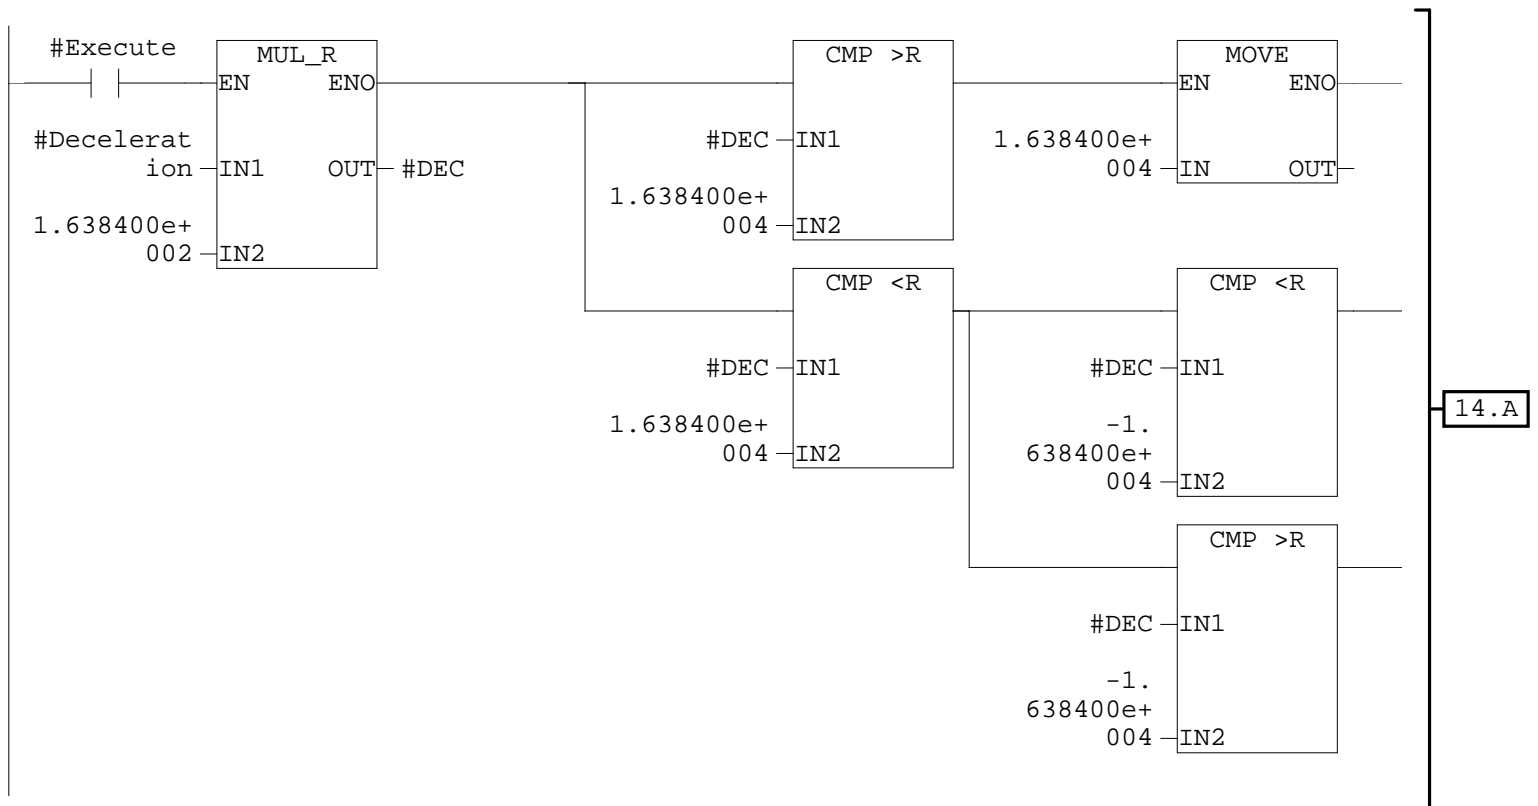 #Execute
MUL_R
EN ENO
#Decelerat
ion IN1 OUT #DEC
1.638400e+
002 IN2
CMP >R
#DEC IN1
1.638400e+
004 IN2
MOVE
EN ENO
1.638400e+
004 IN OUT
CMP <R
#DEC IN1
1.638400e+
004 IN2
CMP <R
#DEC IN1
-1.
638400e+
004 IN2
CMP >R
#DEC IN1
-1.
638400e+
004 IN2
14.A